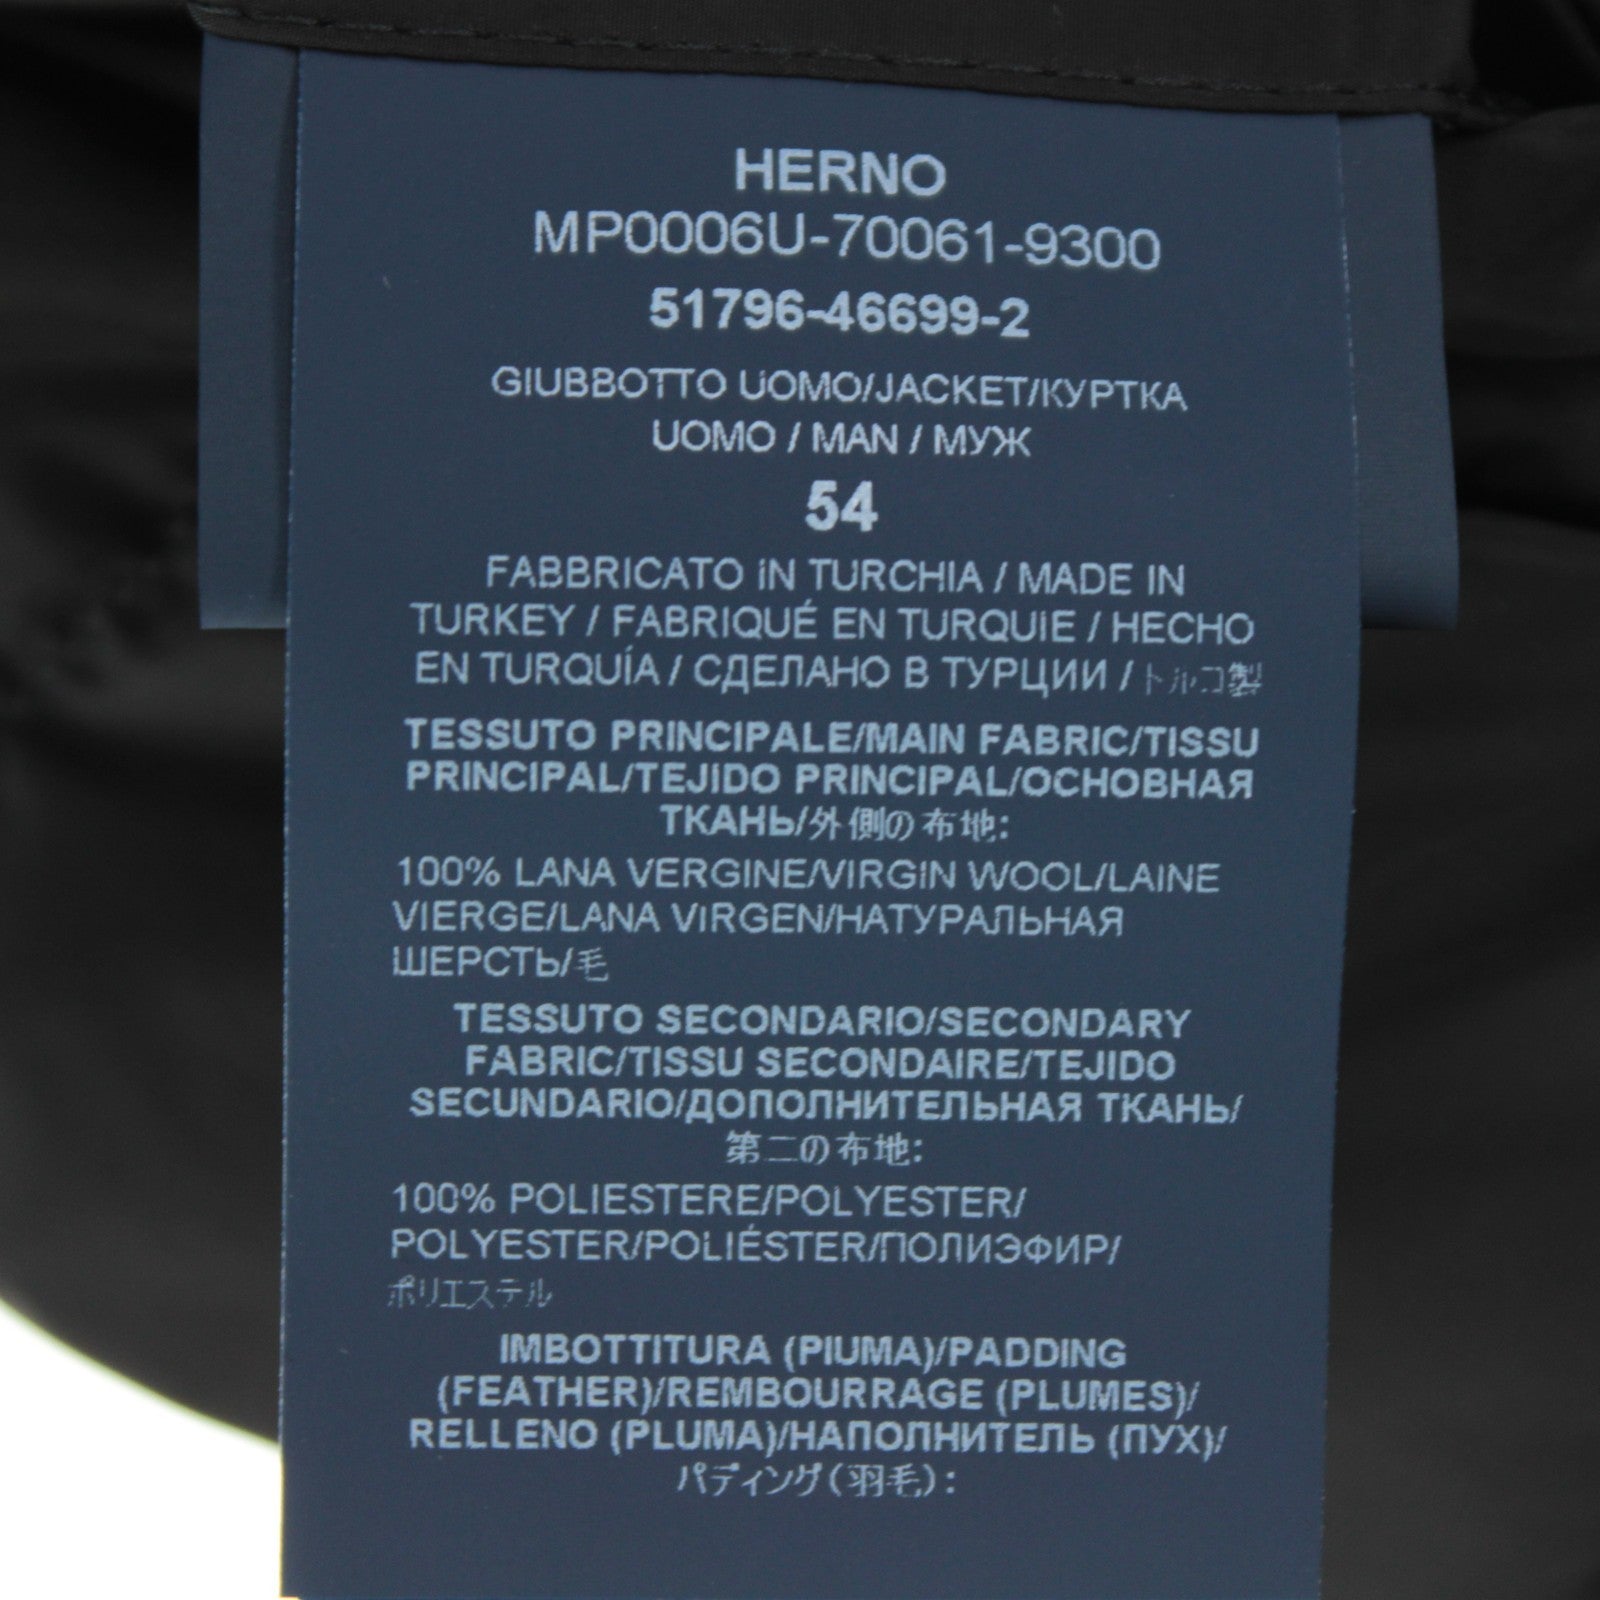 HERNO
MP0006U-70061-9300
51796-46699-2
GIUBBOTTO UOMO/JACKET/КУРТКА
UOMO / MAN / МУЖ
54
FABBRICATO IN TURCHIA / MADE IN
TURKEY / FABRIQUÉ EN TURQUIE / HECHO
EN TURQUÍA / СДЕЛАНО В ТУРЦИИ / トルコ製
TESSUTO PRINCIPALE/MAIN FABRIC/TISSU
PRINCIPAL/TEJIDO PRINCIPAL/ОСНОВНАЯ
ТКАНЬ/外側の布地:
100% LANA VERGINE/VIRGIN WOOL/LAINE
VIERGE/LANA VIRGEN/НАТУРАЛЬНАЯ
ШЕРСТЬ/毛
TESSUTO SECONDARIO/SECONDARY
FABRIC/TISSU SECONDAIRE/TEJIDO
SECUNDARIO/ДОПОЛНИТЕЛЬНАЯ ТКАНЬ/
第二の布地:
100% POLIESTERE/POLYESTER/
POLYESTER/POLIÉSTER/ПОЛИЭФИР/
ポリエステル
IMBOTTITURA (PIUMA)/PADDING
(FEATHER)/REMBOURRAGE (PLUMES)/
RELLENO (PLUMA)/НАПОЛНИТЕЛЬ (ПУХ)/
パディング(羽毛):